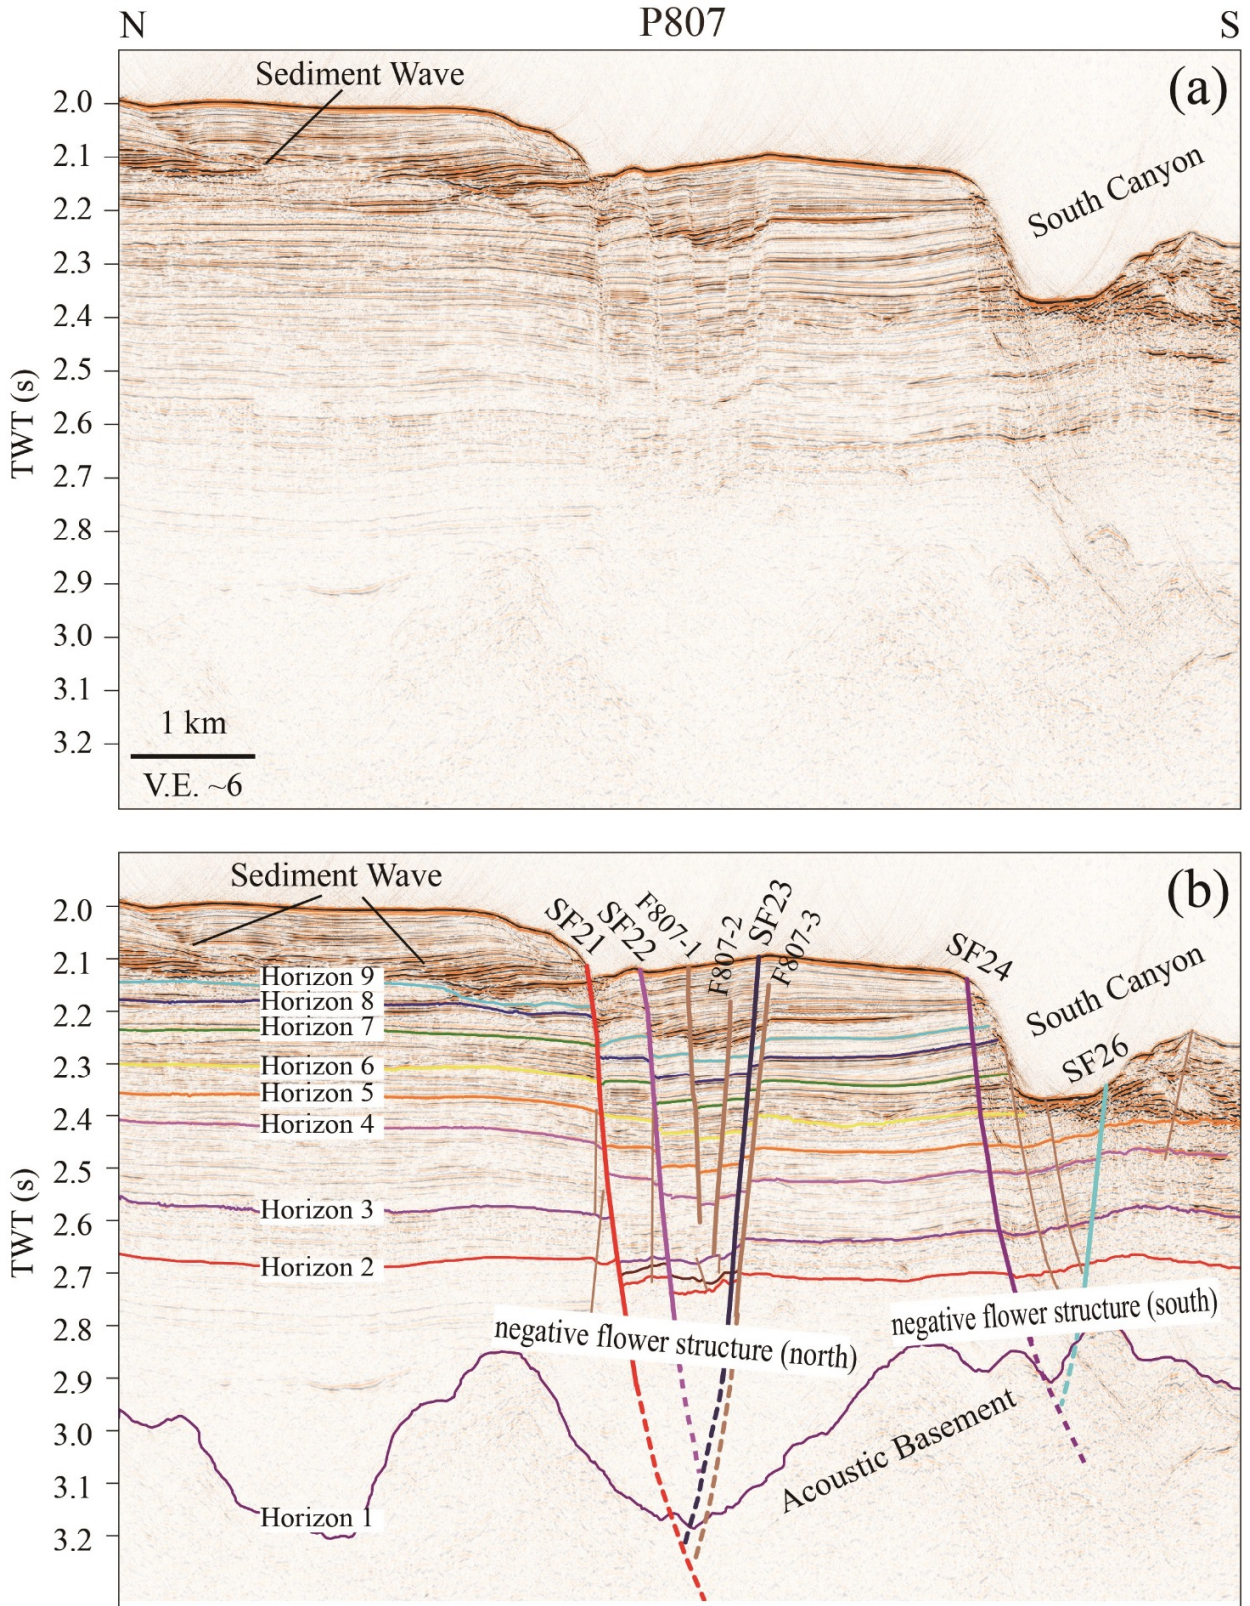 N P807 S
(a)
Sediment Wave
South Canyon
TWT (s)
2.0
2.1
2.2
2.3
2.4
2.5
2.6
2.7
2.8
2.9
3.0
3.1
3.2
1 km
V.E. ~6
(b)
Sediment Wave
SF21
SF22
F807-1
F807-2
SF23
F807-3
SF24
South Canyon
SF26
TWT (s)
2.0
2.1
2.2
2.3
2.4
2.5
2.6
2.7
2.8
2.9
3.0
3.1
3.2
Horizon 9
Horizon 8
Horizon 7
Horizon 6
Horizon 5
Horizon 4
Horizon 3
Horizon 2
negative flower structure (north)
negative flower structure (south)
Acoustic Basement
Horizon 1